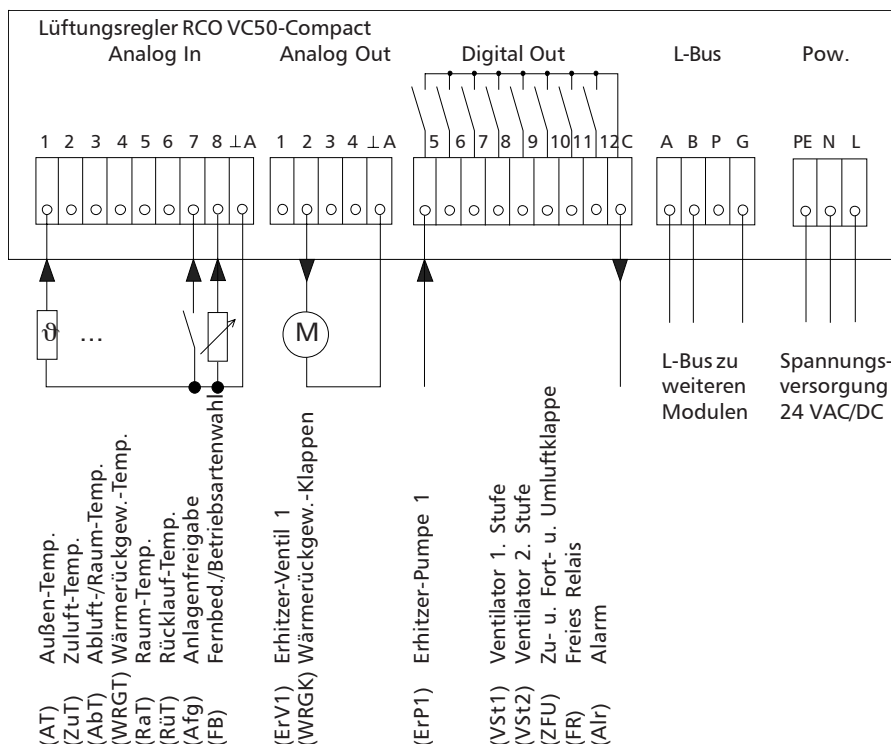 Lüftungsregler RCO VC50-Compact
Analog In
Analog Out
Digital Out
L-Bus
Pow.
1 2 3 4 5 6 7 8 ⊥A
1 2 3 4 ⊥A
5 6 7 8 9 10 11 12 C
A B P G
PE N L
ϑ ...
M
L-Bus zu
weiteren
Modulen
Spannungs-
versorgung
24 VAC/DC
(AT) Außen-Temp.
(ZuT) Zuluft-Temp.
(AbT) Abluft-/Raum-Temp.
(WRGT) Wärmerückgew.-Temp.
(RaT) Raum-Temp.
(RüT) Rücklauf-Temp.
(Afg) Anlagenfreigabe
(FB) Fernbed./Betriebsartenwahl
(ErV1) Erhitzer-Ventil 1
(WRGK) Wärmerückgew.-Klappen
(ErP1) Erhitzer-Pumpe 1
(VSt1) Ventilator 1. Stufe
(VSt2) Ventilator 2. Stufe
(ZFU) Zu- u. Fort- u. Umluftklappe
(FR) Freies Relais
(Alr) Alarm